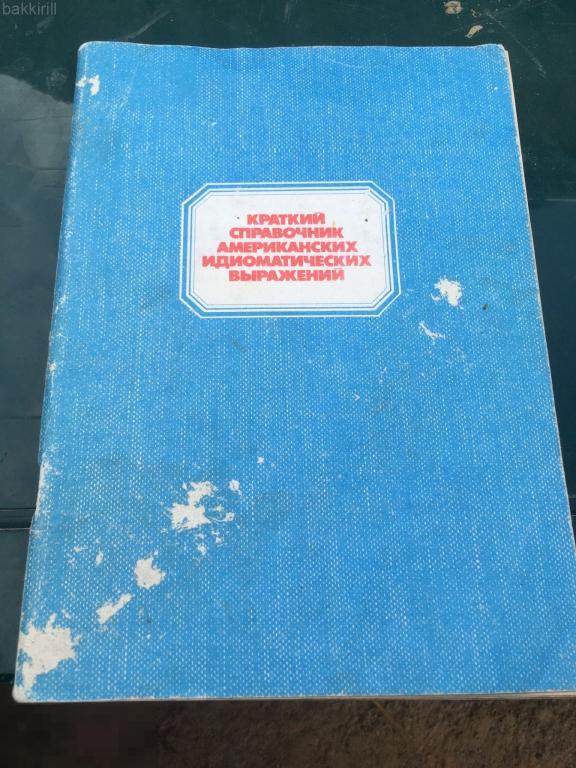 bakkirill
КРАТКИЙ
СПРАВОЧНИК
АМЕРИКАНСКИХ
ИДИОМАТИЧЕСКИХ
ВЫРАЖЕНИЙ